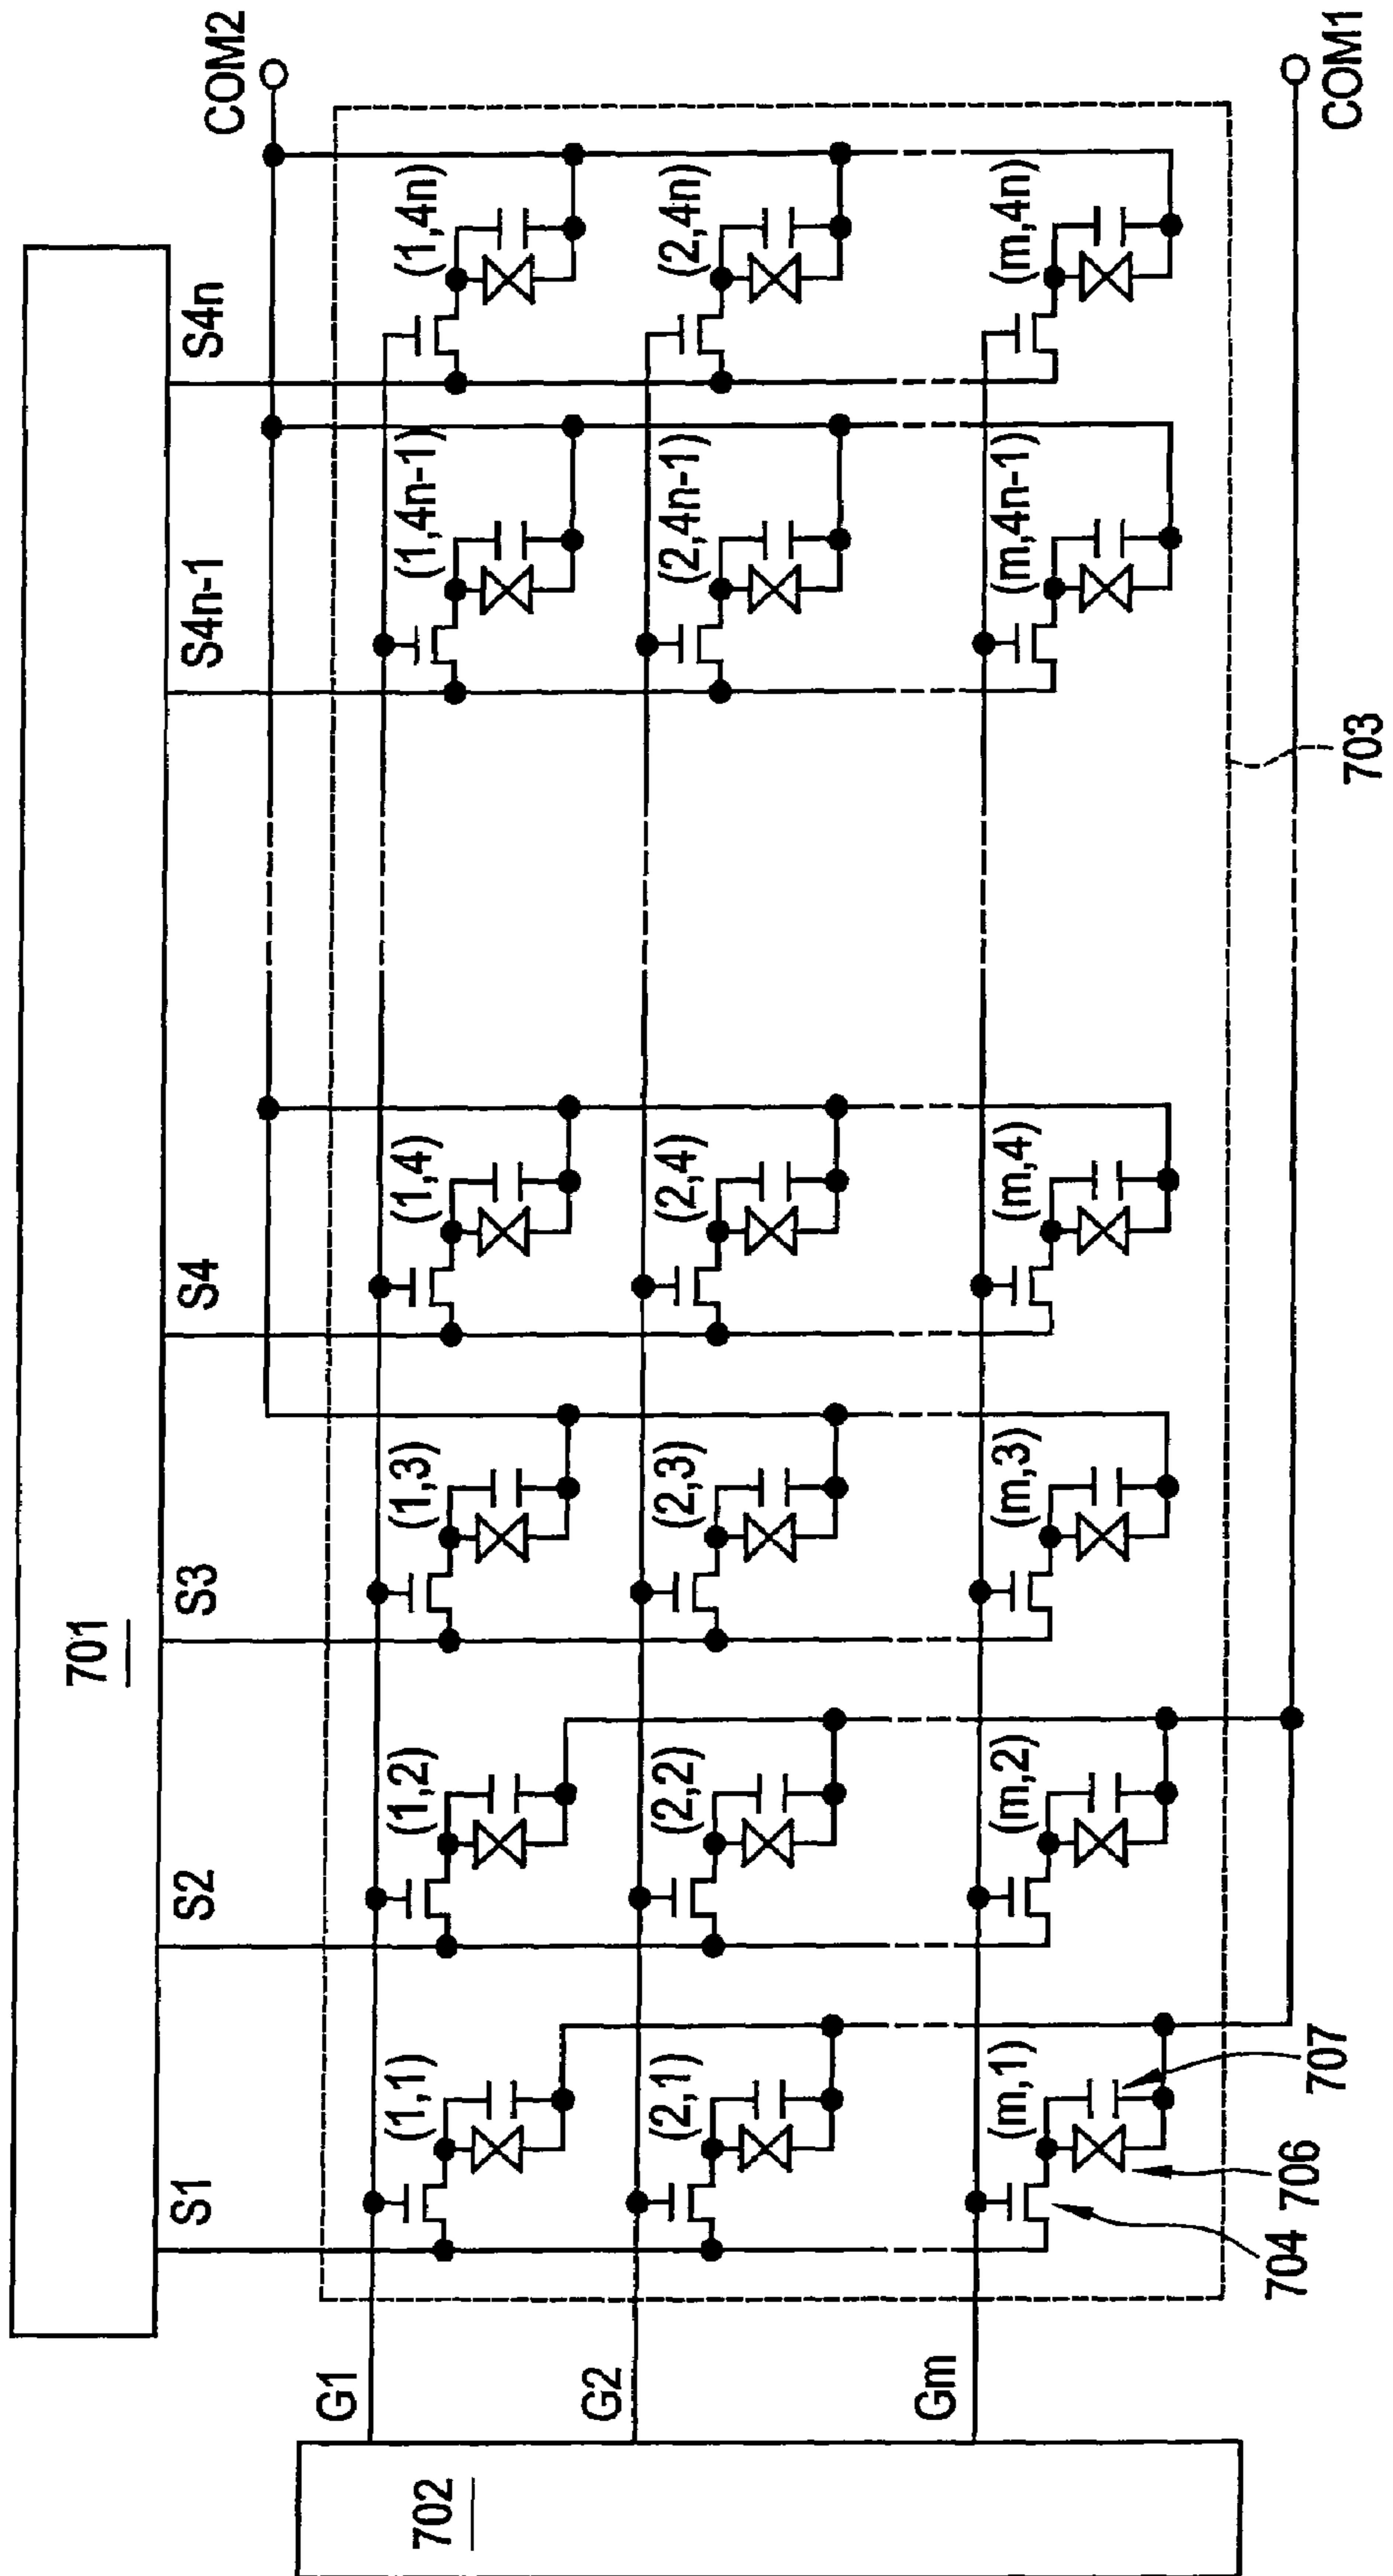 701
S1
S2
S3
S4
S4n-1
S4n
COM2
702
G1
(1,1)
(1,2)
(1,3)
(1,4)
(1,4n-1)
(1,4n)
G2
(2,1)
(2,2)
(2,3)
(2,4)
(2,4n-1)
(2,4n)
Gm
(m,1)
(m,2)
(m,3)
(m,4)
(m,4n-1)
(m,4n)
704
706
707
703
COM1